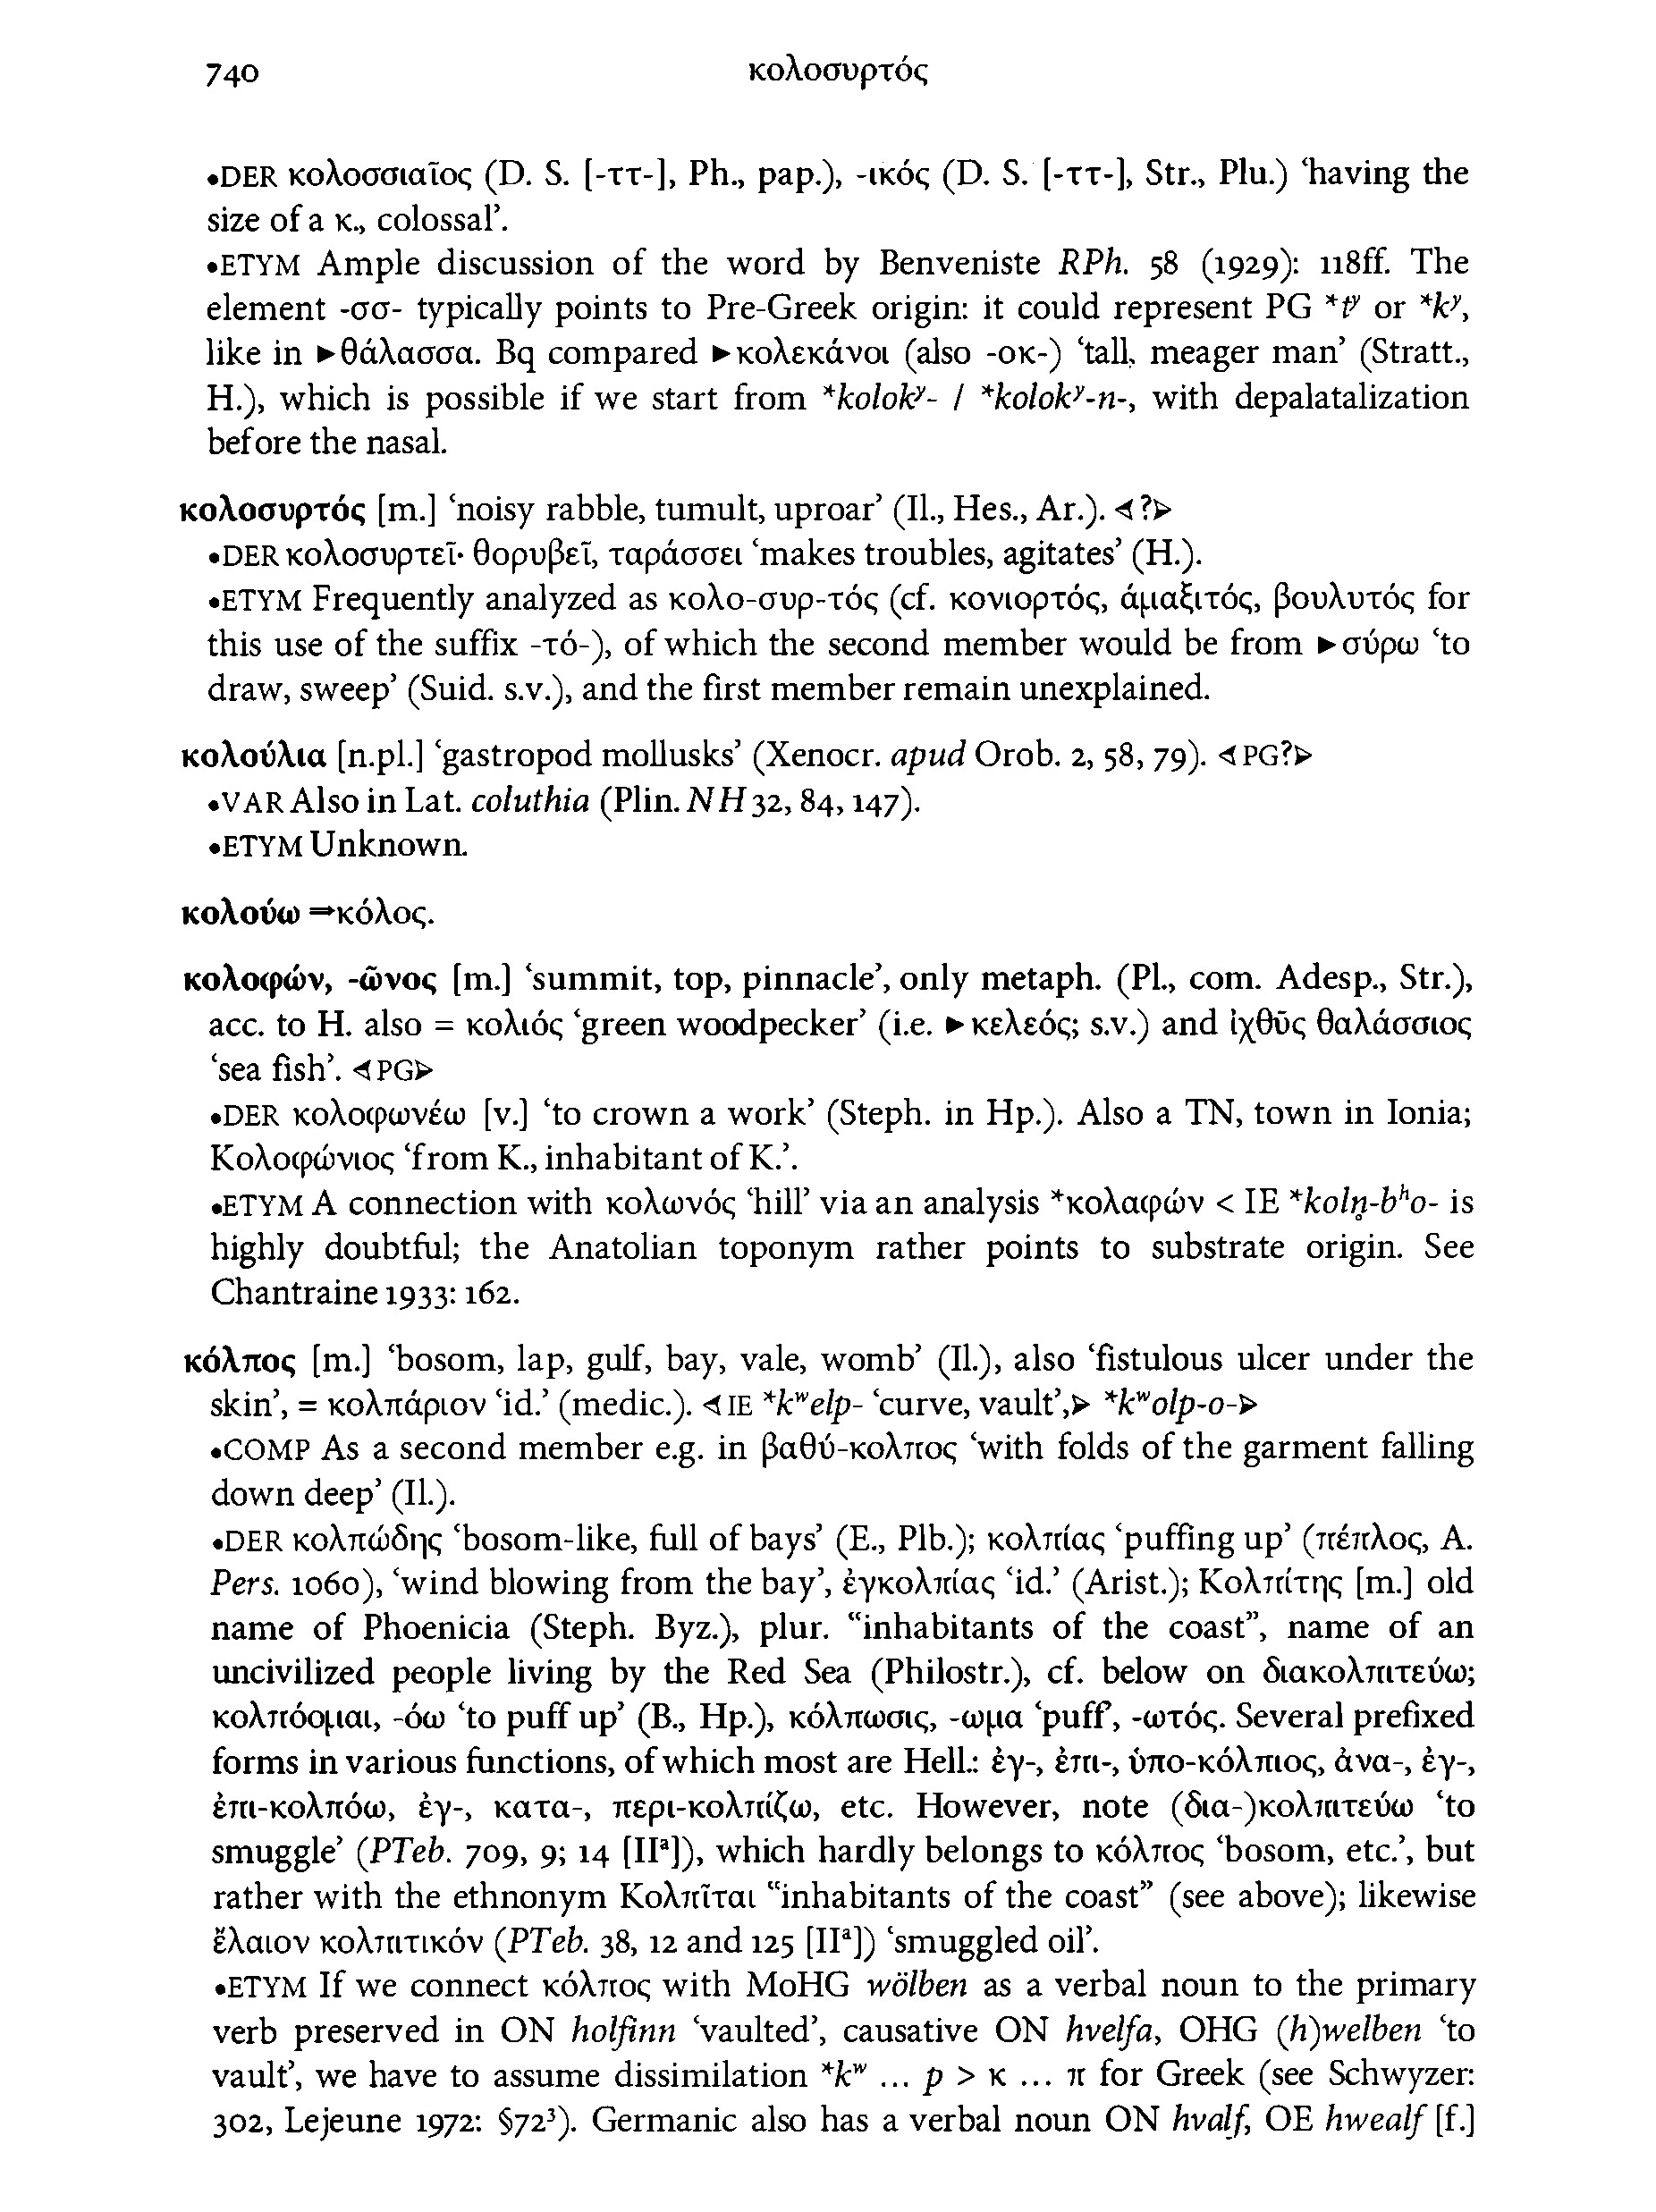 740 κολοσυρτός
•DER κολοσσιαῖος (D. S. [-ττ-], Ph., pap.), -ικός (D. S. [-ττ-], Str., Plu.) ‘having the
size of a κ., colossal’.
•ETYM Ample discussion of the word by Benveniste RPh. 58 (1929): 118ff. The
element -σσ- typically points to Pre-Greek origin: it could represent PG *tʸ or *kʸ,
like in ►θάλασσα. Bq compared ►κολεκάνοι (also -οκ-) ‘tall, meager man’ (Stratt.,
H.), which is possible if we start from *kolokʸ- / *kolokʸ-n-, with depalatalization
before the nasal.
κολοσυρτός [m.] ‘noisy rabble, tumult, uproar’ (Il., Hes., Ar.). ◁?▷
•DER κολοσυρτεῖ· θορυβεῖ, ταράσσει ‘makes troubles, agitates’ (H.).
•ETYM Frequently analyzed as κολο-συρ-τός (cf. κονιορτός, ἁμαξιτός, βουλυτός for
this use of the suffix -τό-), of which the second member would be from ►σύρω ‘to
draw, sweep’ (Suid. s.v.), and the first member remain unexplained.
κολούλια [n.pl.] ‘gastropod mollusks’ (Xenocr. apud Orob. 2, 58, 79). ◁PG?▷
•VAR Also in Lat. coluthia (Plin. NH 32, 84, 147).
•ETYM Unknown.
κολούω ⇒κόλος.
κολοφών, -ῶνος [m.] ‘summit, top, pinnacle’, only metaph. (Pl., com. Adesp., Str.),
acc. to H. also = κολιός ‘green woodpecker’ (i.e. ►κελεός; s.v.) and ἰχθῦς θαλάσσιος
‘sea fish’. ◁PG▷
•DER κολοφωνέω [v.] ‘to crown a work’ (Steph. in Hp.). Also a TN, town in Ionia;
Κολοφώνιος ‘from K., inhabitant of K.’.
•ETYM A connection with κολωνός ‘hill’ via an analysis *κολαφών < IE *koln̥-bʰo- is
highly doubtful; the Anatolian toponym rather points to substrate origin. See
Chantraine 1933: 162.
κόλπος [m.] ‘bosom, lap, gulf, bay, vale, womb’ (Il.), also ‘fistulous ulcer under the
skin’, = κολπάριον ‘id.’ (medic.). ◁IE *kʷelp- ‘curve, vault’,▷ *kʷolp-o-▷
•COMP As a second member e.g. in βαθύ-κολπος ‘with folds of the garment falling
down deep’ (Il.).
•DER κολπώδης ‘bosom-like, full of bays’ (E., Plb.); κολπίας ‘puffing up’ (πέπλος, A.
Pers. 1060), ‘wind blowing from the bay’, ἐγκολπίας ‘id.’ (Arist.); Κολπίτης [m.] old
name of Phoenicia (Steph. Byz.), plur. “inhabitants of the coast”, name of an
uncivilized people living by the Red Sea (Philostr.), cf. below on διακολπιτεύω;
κολπόομαι, -όω ‘to puff up’ (B., Hp.), κόλπωσις, -ωμα ‘puff’, -ωτός. Several prefixed
forms in various functions, of which most are Hell.: ἐγ-, ἐπι-, ὑπο-κόλπιος, ἀνα-, ἐγ-,
ἐπι-κολπόω, ἐγ-, κατα-, περι-κολπίζω, etc. However, note (δια-)κολπιτεύω ‘to
smuggle’ (PTeb. 709, 9; 14 [IIᵃ]), which hardly belongs to κόλπος ‘bosom, etc.’, but
rather with the ethnonym Κολπῖται “inhabitants of the coast” (see above); likewise
ἔλαιον κολπιτικόν (PTeb. 38, 12 and 125 [IIᵃ]) ‘smuggled oil’.
•ETYM If we connect κόλπος with MoHG wölben as a verbal noun to the primary
verb preserved in ON holfinn ‘vaulted’, causative ON hvelfa, OHG (h)welben ‘to
vault’, we have to assume dissimilation *kʷ ... p > κ ... π for Greek (see Schwyzer:
302, Lejeune 1972: §72³). Germanic also has a verbal noun ON hvalf, OE hwealf [f.]